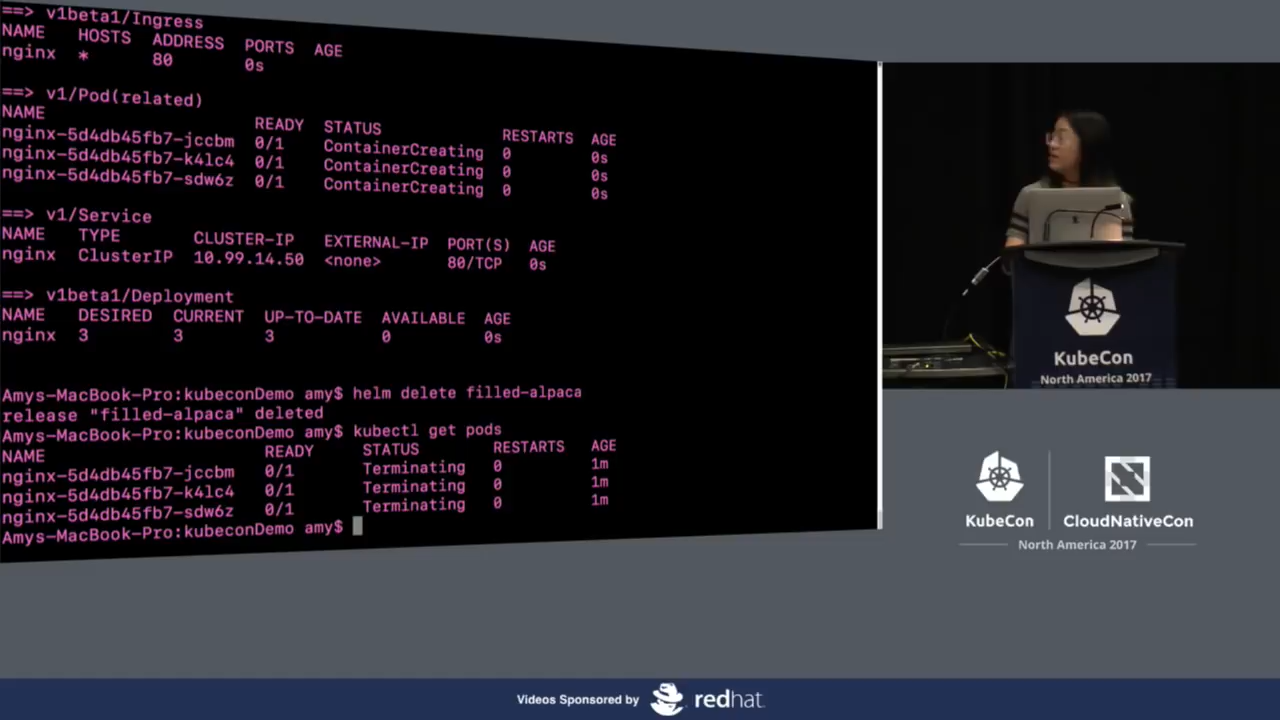 ==> v1beta1/Ingress
NAME HOSTS ADDRESS PORTS AGE
nginx * 80 0s
==> v1/Pod(related)
NAME READY STATUS RESTARTS AGE
nginx-5d4db45fb7-jccbm 0/1 ContainerCreating 0 0s
nginx-5d4db45fb7-k4lc4 0/1 ContainerCreating 0 0s
nginx-5d4db45fb7-sdw6z 0/1 ContainerCreating 0 0s
==> v1/Service
NAME TYPE CLUSTER-IP EXTERNAL-IP PORT(S) AGE
nginx ClusterIP 10.99.14.50 <none> 80/TCP 0s
==> v1beta1/Deployment
NAME DESIRED CURRENT UP-TO-DATE AVAILABLE AGE
nginx 3 3 3 0 0s
Amys-MacBook-Pro:kubeconDemo amy$ helm delete filled-alpaca
release "filled-alpaca" deleted
Amys-MacBook-Pro:kubeconDemo amy$ kubectl get pods
NAME READY STATUS RESTARTS AGE
nginx-5d4db45fb7-jccbm 0/1 Terminating 0 1m
nginx-5d4db45fb7-k4lc4 0/1 Terminating 0 1m
nginx-5d4db45fb7-sdw6z 0/1 Terminating 0 1m
Amys-MacBook-Pro:kubeconDemo amy$
KubeCon
North America 2017
KubeCon CloudNativeCon
North America 2017
Videos Sponsored by redhat.